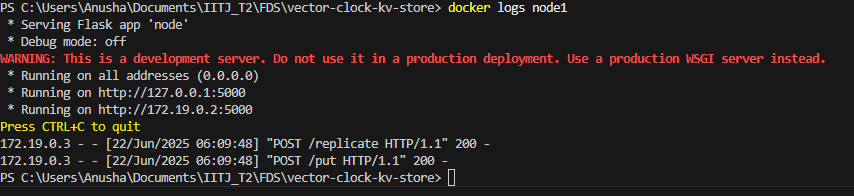 PS C:\Users\Anusha\Documents\IITJ_T2\FDS\vector-clock-kv-store> docker logs node1
 * Serving Flask app 'node'
 * Debug mode: off
WARNING: This is a development server. Do not use it in a production deployment. Use a production WSGI server instead.
 * Running on all addresses (0.0.0.0)
 * Running on http://127.0.0.1:5000
 * Running on http://172.19.0.2:5000
Press CTRL+C to quit
172.19.0.3 - - [22/Jun/2025 06:09:48] "POST /replicate HTTP/1.1" 200 -
172.19.0.3 - - [22/Jun/2025 06:09:48] "POST /put HTTP/1.1" 200 -
PS C:\Users\Anusha\Documents\IITJ_T2\FDS\vector-clock-kv-store>